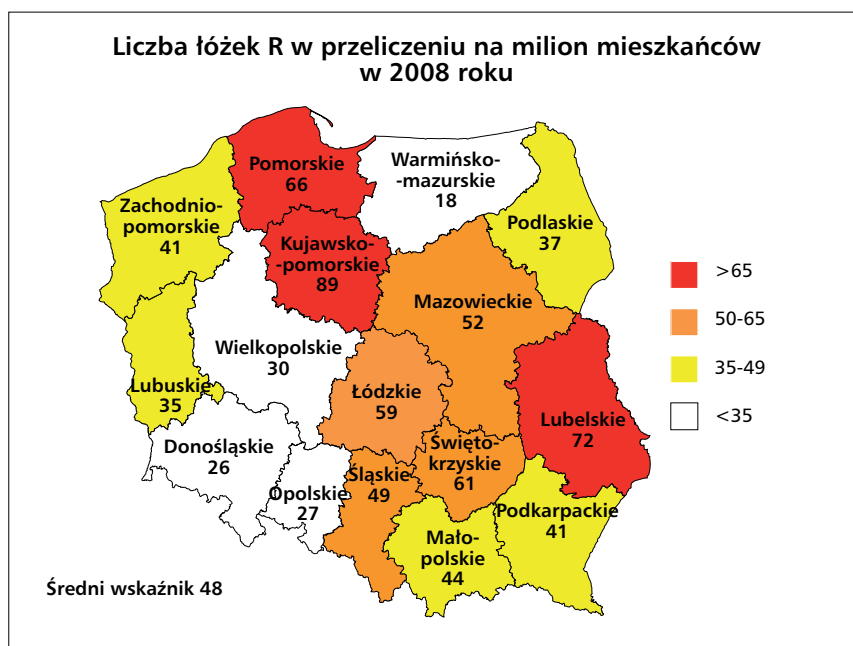 Liczba łóżek R w przeliczeniu na milion mieszkańców
w 2008 roku
Pomorskie
66
Warmińsko-
-mazurskie
18
Zachodnio-
pomorskie
41
Podlaskie
37
Kujawsko-
-pomorskie
89
Mazowieckie
52
Wielkopolskie
30
Lubuskie
35
Łódzkie
59
Lubelskie
72
Donośląskie
26
Opolskie
27
Śląskie
49
Święto-
krzyskie
61
Podkarpackie
41
Mało-
polskie
44
>65
50-65
35-49
<35
Średni wskaźnik 48